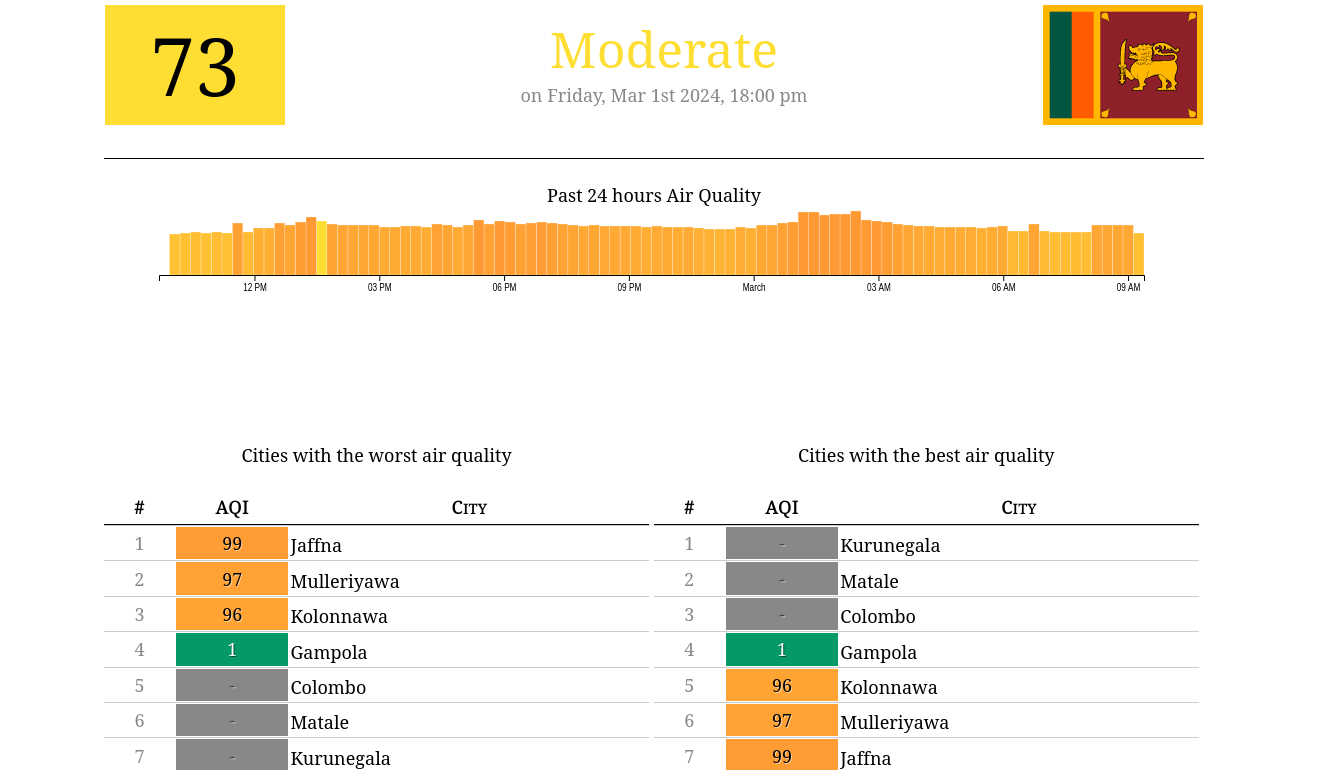 73
Moderate
on Friday, Mar 1st 2024, 18:00 pm
Past 24 hours Air Quality
12 PM 03 PM 06 PM 09 PM March 03 AM 06 AM 09 AM
Cities with the worst air quality
# AQI City
1 99 Jaffna
2 97 Mulleriyawa
3 96 Kolonnawa
4 1 Gampola
5 - Colombo
6 - Matale
7 - Kurunegala
Cities with the best air quality
# AQI City
1 - Kurunegala
2 - Matale
3 - Colombo
4 1 Gampola
5 96 Kolonnawa
6 97 Mulleriyawa
7 99 Jaffna